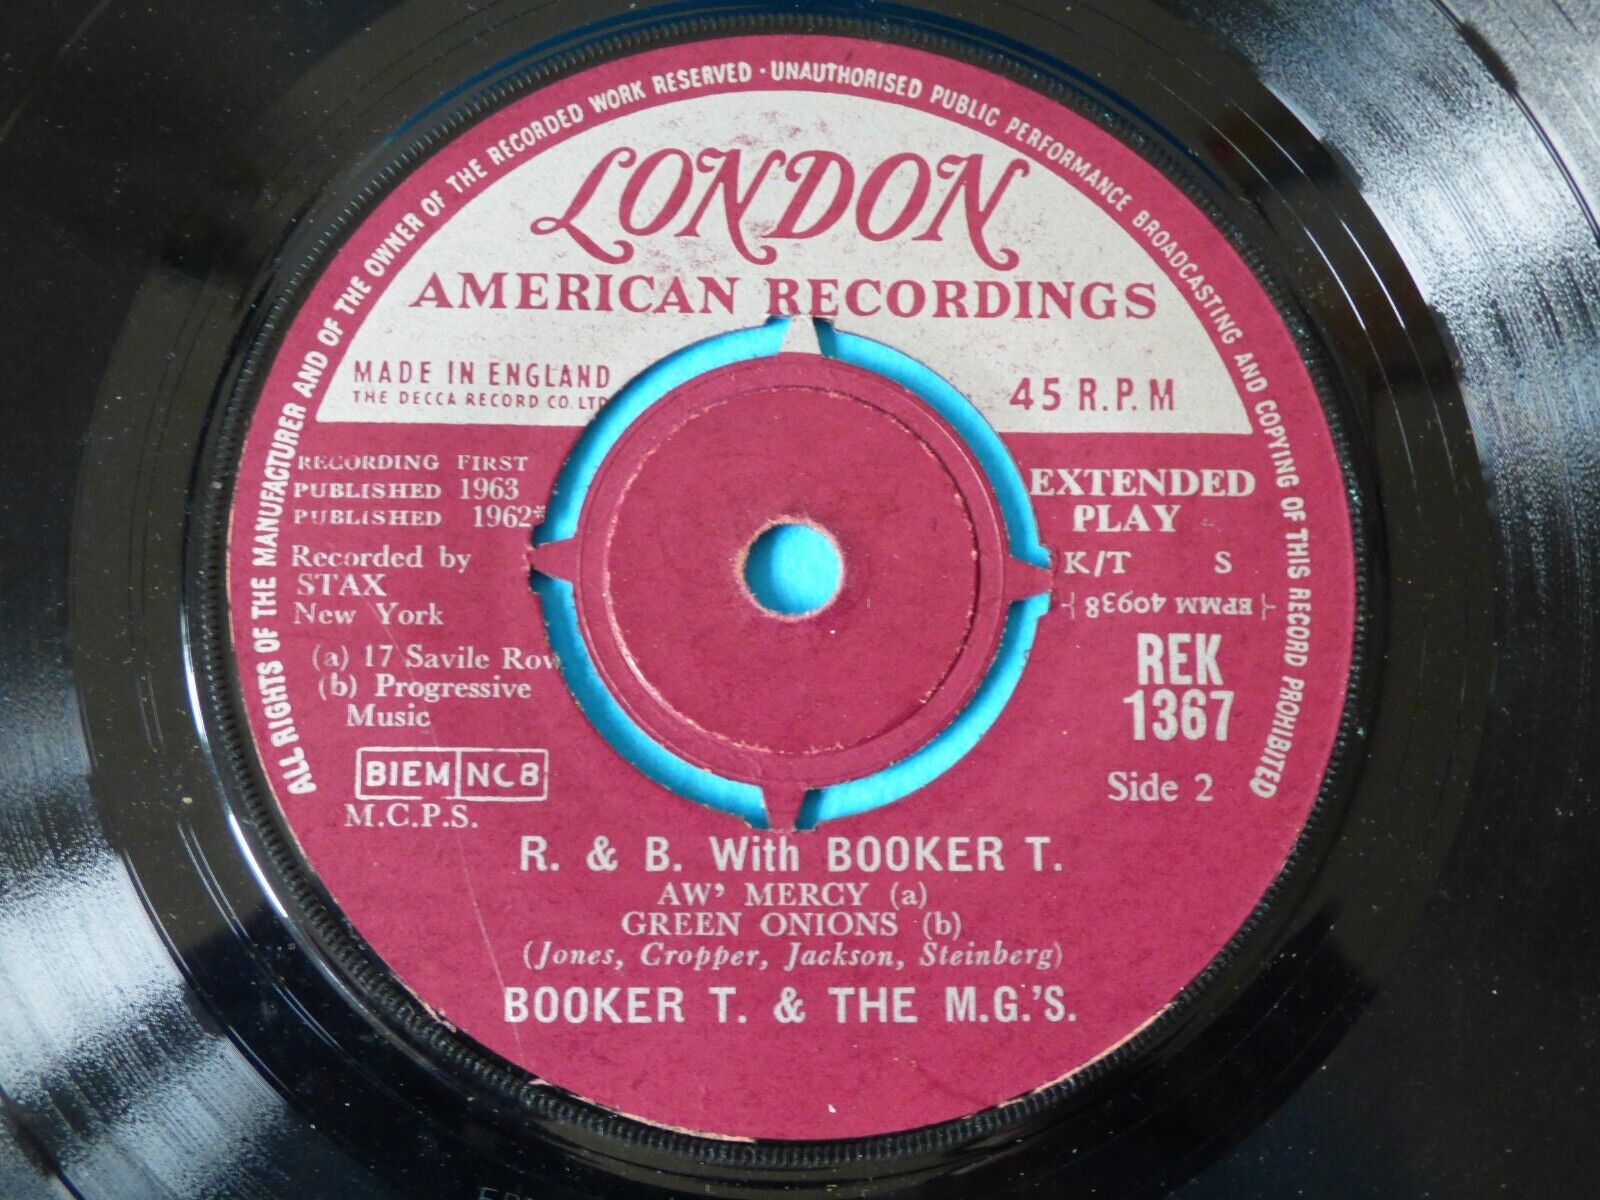 ALL RIGHTS OF THE MANUFACTURER AND OF THE OWNER OF THE RECORDED WORK RESERVED · UNAUTHORISED PUBLIC PERFORMANCE BROADCASTING AND COPYING OF THIS RECORD PROHIBITED
LONDON
AMERICAN RECORDINGS
MADE IN ENGLAND
THE DECCA RECORD CO. LTD
45 R.P.M
RECORDING FIRST
PUBLISHED 1963
PUBLISHED 1962*
Recorded by
STAX
New York
(a) 17 Savile Row
(b) Progressive
Music
BIEM NCB
M.C.P.S.
EXTENDED
PLAY
K/T S
EPMM 40938
REK
1367
Side 2
R. & B. With BOOKER T.
AW' MERCY (a)
GREEN ONIONS (b)
(Jones, Cropper, Jackson, Steinberg)
BOOKER T. & THE M.G.'S.